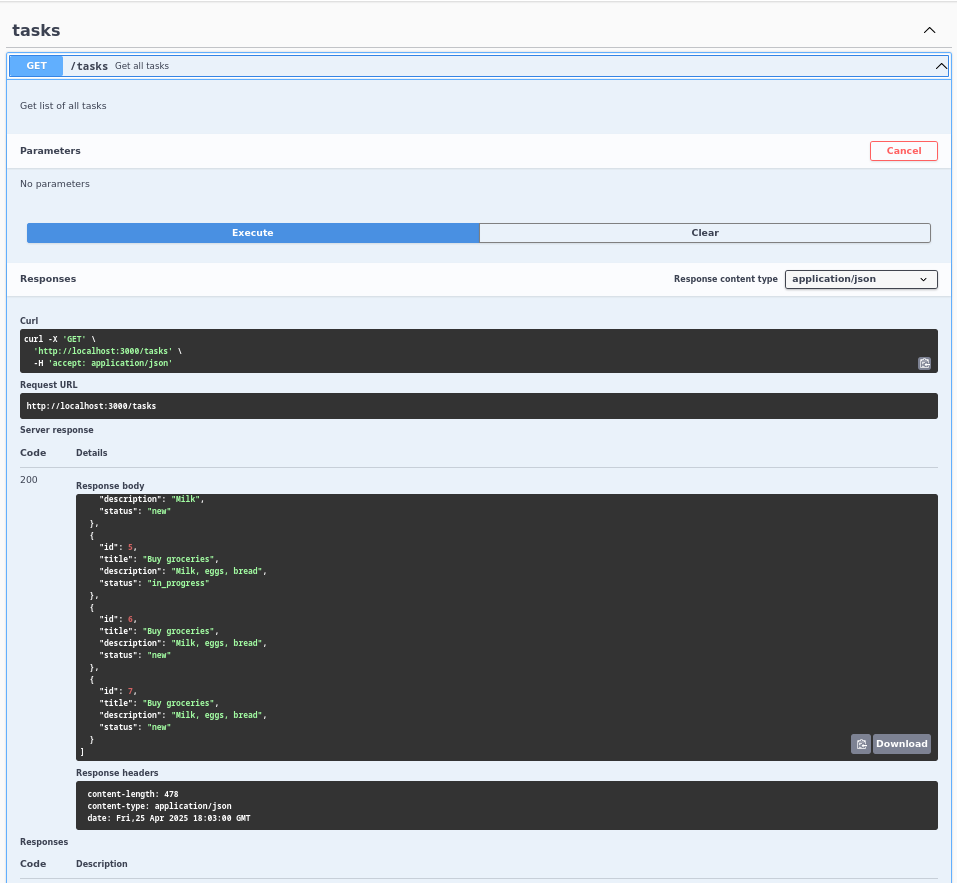 tasks
GET /tasks Get all tasks
Get list of all tasks
Parameters Cancel
No parameters
Execute Clear
Responses Response content type application/json
Curl
curl -X 'GET' \
  'http://localhost:3000/tasks' \
  -H 'accept: application/json'
Request URL
http://localhost:3000/tasks
Server response
Code Details
200
Response body
    "description": "Milk",
    "status": "new"
  },
  {
    "id": 5,
    "title": "Buy groceries",
    "description": "Milk, eggs, bread",
    "status": "in_progress"
  },
  {
    "id": 6,
    "title": "Buy groceries",
    "description": "Milk, eggs, bread",
    "status": "new"
  },
  {
    "id": 7,
    "title": "Buy groceries",
    "description": "Milk, eggs, bread",
    "status": "new"
  }
]
Download
Response headers
content-length: 478
content-type: application/json
date: Fri,25 Apr 2025 18:03:00 GMT
Responses
Code Description